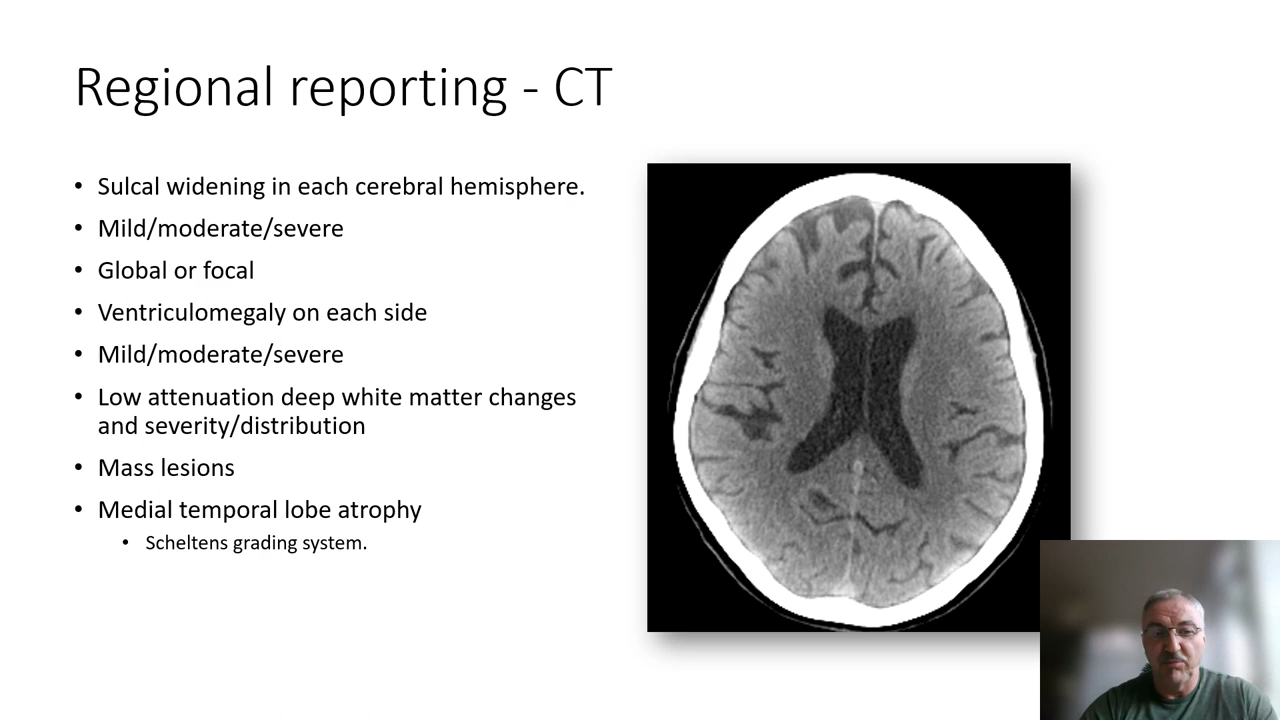 Regional reporting - CT
• Sulcal widening in each cerebral hemisphere.
• Mild/moderate/severe
• Global or focal
• Ventriculomegaly on each side
• Mild/moderate/severe
• Low attenuation deep white matter changes
and severity/distribution
• Mass lesions
• Medial temporal lobe atrophy
• Scheltens grading system.